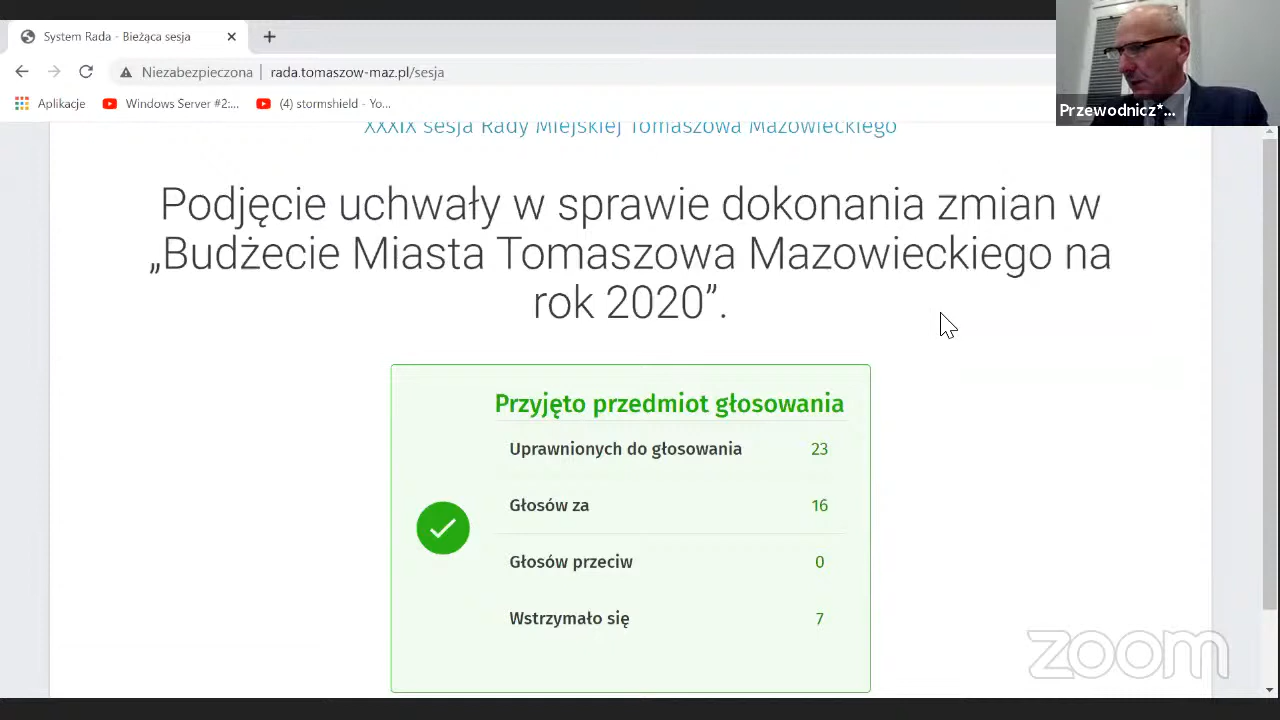 System Rada - Bieżąca sesja
Niezabezpieczona | rada.tomaszow-maz.pl/sesja
Aplikacje
Windows Server #2:...
(4) stormshield - Yo...
Przewodnicz*...
XXXIX sesja Rady Miejskiej Tomaszowa Mazowieckiego
Podjęcie uchwały w sprawie dokonania zmian w
„Budżecie Miasta Tomaszowa Mazowieckiego na
rok 2020”.
Przyjęto przedmiot głosowania
Uprawnionych do głosowania 23
Głosów za 16
Głosów przeciw 0
Wstrzymało się 7
zoom